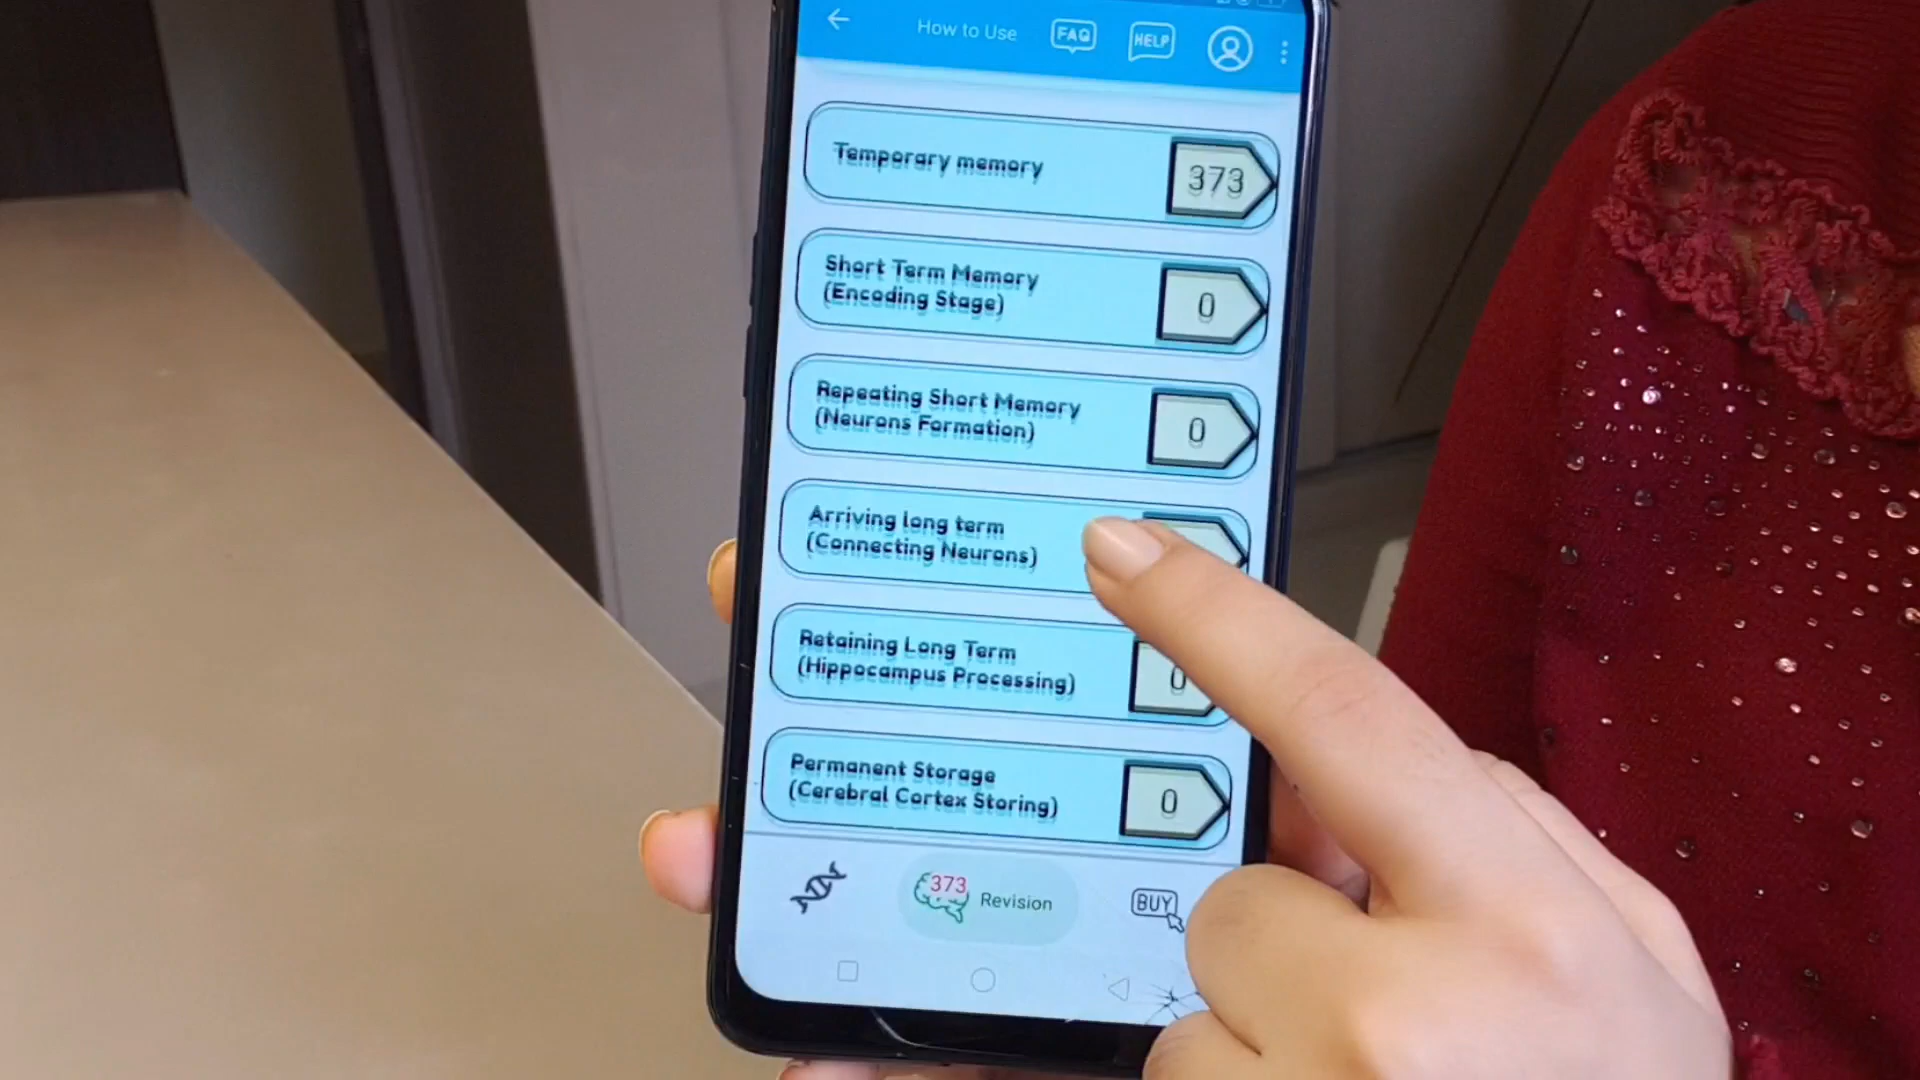 How to Use
FAQ
HELP
Temporary memory
373
Short Term Memory
(Encoding Stage)
0
Repeating Short Memory
(Neurons Formation)
0
Arriving long term
(Connecting Neurons)
Retaining Long Term
(Hippocampus Processing)
0
Permanent Storage
(Cerebral Cortex Storing)
0
373
Revision
BUY